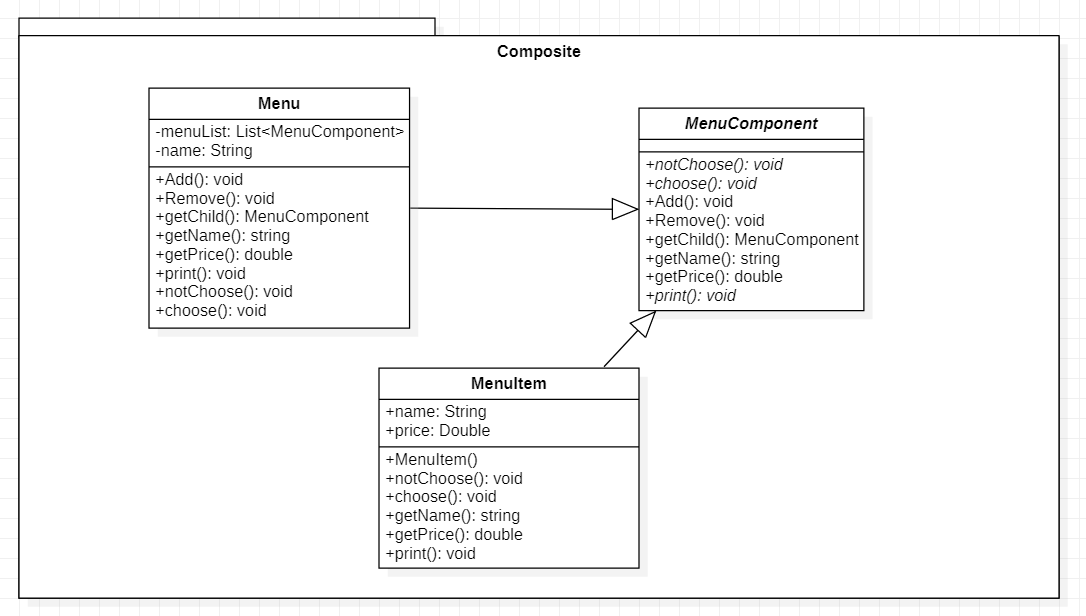 Composite
Menu
-menuList: List<MenuComponent>
-name: String
+Add(): void
+Remove(): void
+getChild(): MenuComponent
+getName(): string
+getPrice(): double
+print(): void
+notChoose(): void
+choose(): void
MenuComponent
+notChoose(): void
+choose(): void
+Add(): void
+Remove(): void
+getChild(): MenuComponent
+getName(): string
+getPrice(): double
+print(): void
MenuItem
+name: String
+price: Double
+MenuItem()
+notChoose(): void
+choose(): void
+getName(): string
+getPrice(): double
+print(): void